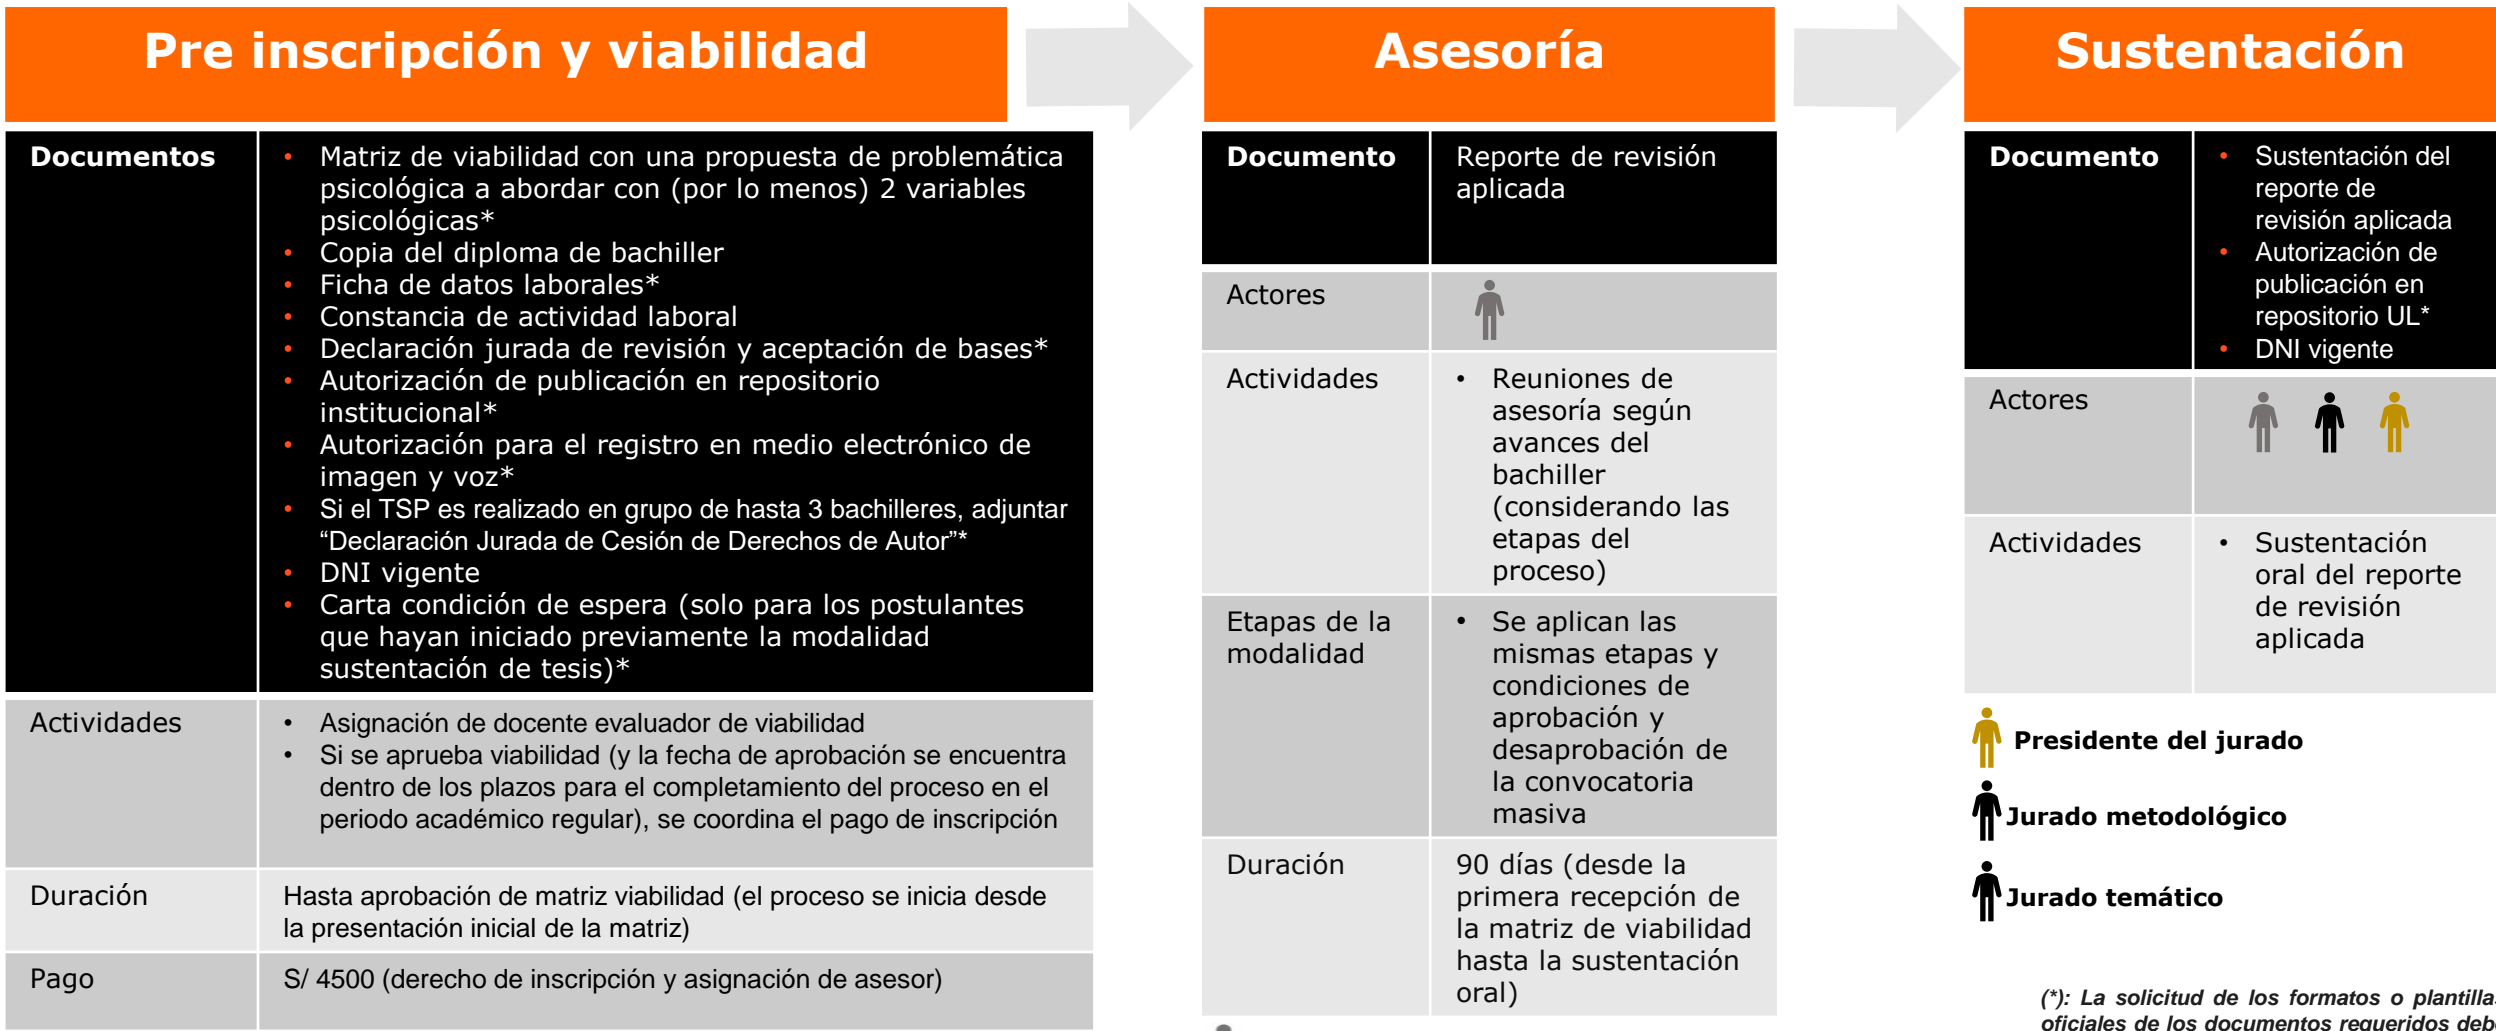 Pre inscripción y viabilidad
Documentos
• Matriz de viabilidad con una propuesta de problemática
psicológica a abordar con (por lo menos) 2 variables
psicológicas*
• Copia del diploma de bachiller
• Ficha de datos laborales*
• Constancia de actividad laboral
• Declaración jurada de revisión y aceptación de bases*
• Autorización de publicación en repositorio
institucional*
• Autorización para el registro en medio electrónico de
imagen y voz*
• Si el TSP es realizado en grupo de hasta 3 bachilleres, adjuntar
“Declaración Jurada de Cesión de Derechos de Autor”*
• DNI vigente
• Carta condición de espera (solo para los postulantes
que hayan iniciado previamente la modalidad
sustentación de tesis)*
Actividades
• Asignación de docente evaluador de viabilidad
• Si se aprueba viabilidad (y la fecha de aprobación se encuentra
dentro de los plazos para el completamiento del proceso en el
periodo académico regular), se coordina el pago de inscripción
Duración
Hasta aprobación de matriz viabilidad (el proceso se inicia desde
la presentación inicial de la matriz)
Pago
S/ 4500 (derecho de inscripción y asignación de asesor)
Asesoría
Documento
Reporte de revisión
aplicada
Actores
Actividades
• Reuniones de
asesoría según
avances del
bachiller
(considerando las
etapas del
proceso)
Etapas de la
modalidad
• Se aplican las
mismas etapas y
condiciones de
aprobación y
desaprobación de
la convocatoria
masiva
Duración
90 días (desde la
primera recepción de
la matriz de viabilidad
hasta la sustentación
oral)
Sustentación
Documento
• Sustentación del
reporte de
revisión aplicada
• Autorización de
publicación en
repositorio UL*
• DNI vigente
Actores
Actividades
• Sustentación
oral del reporte
de revisión
aplicada
Presidente del jurado
Jurado metodológico
Jurado temático
(*): La solicitud de los formatos o plantillas
oficiales de los documentos requeridos debe